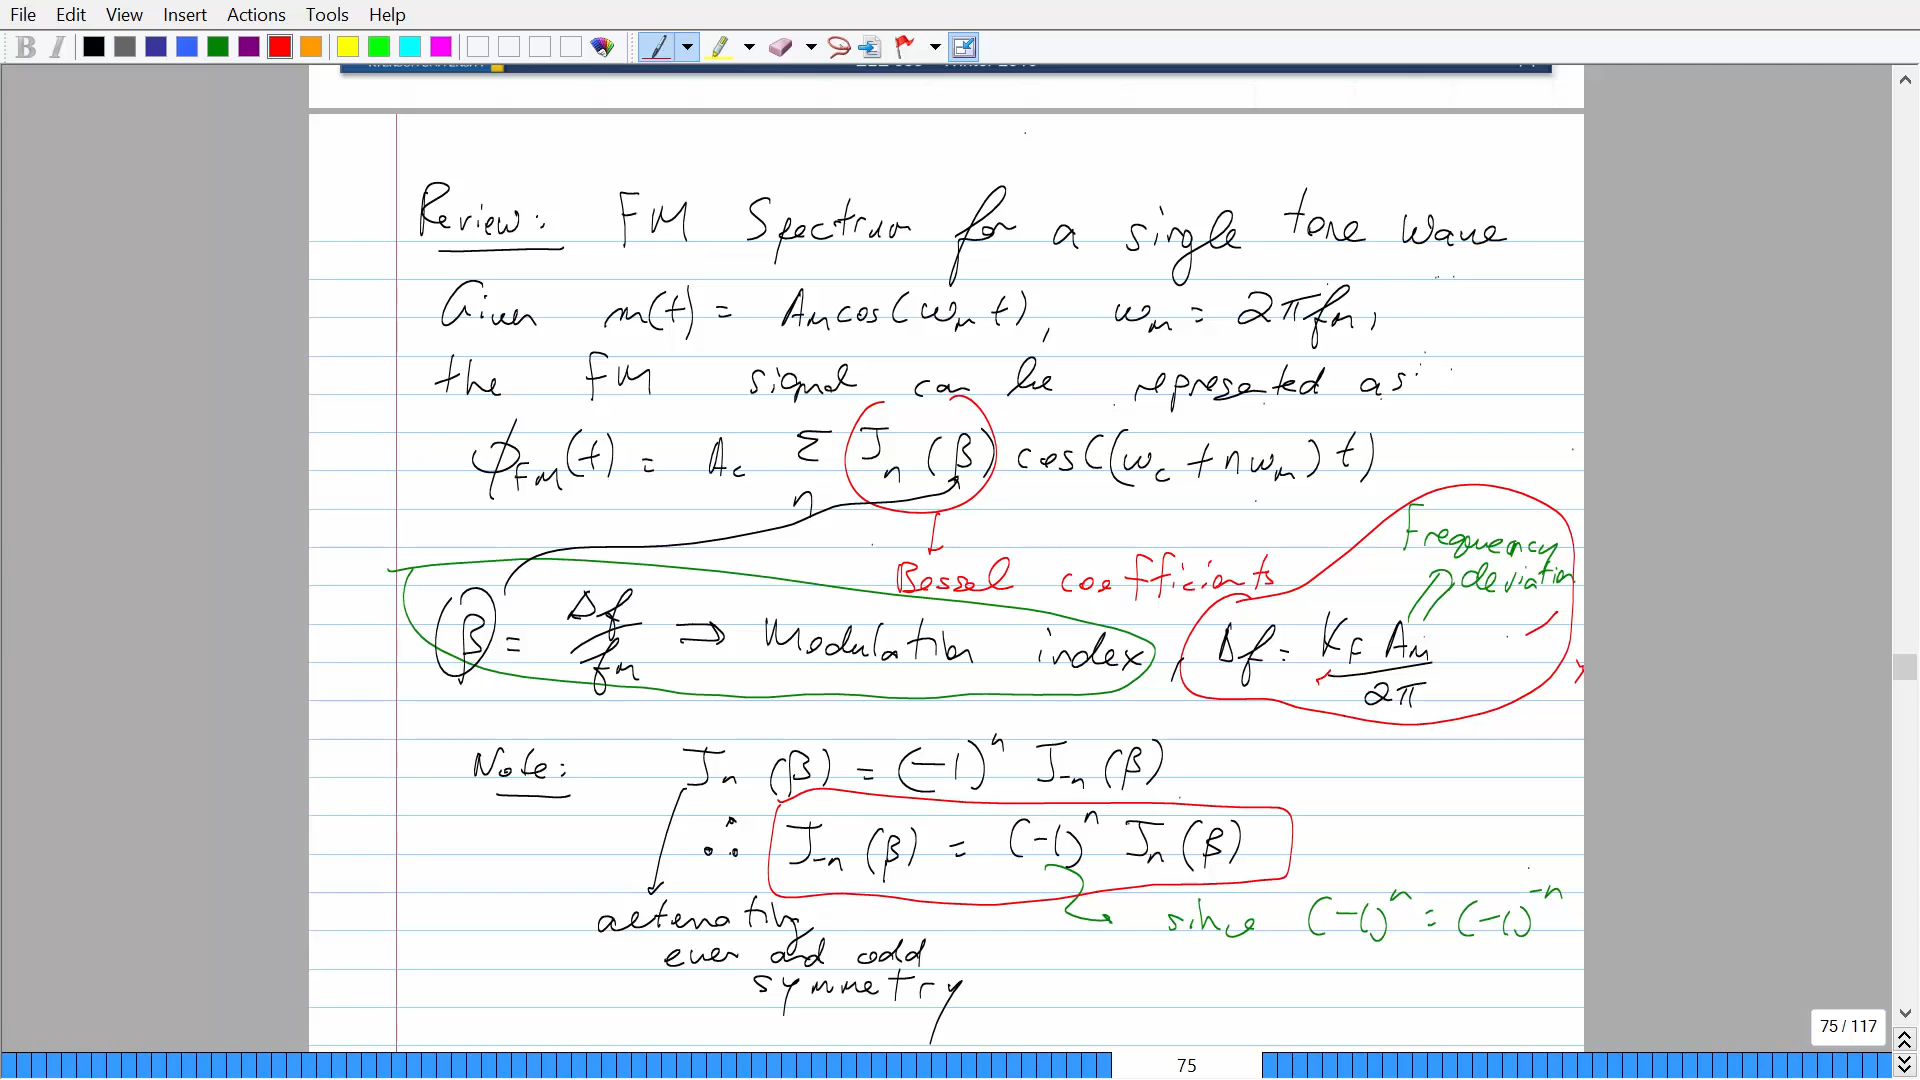 File Edit View Insert Actions Tools Help
B I
Review: FM Spectrum for a single tone wave
Given m(t) = Am cos(ωm t), ωm = 2πfm,
the FM signal can be represented as:
ϕFM(t) = Ac Σn Jn(β) cos((ωc + nωm) t)
Bessel coefficients
Frequency deviation
β = Δf/fm ⇒ Modulation index, Δf = KF Am / 2π
Note: Jn(β) = (-1)^n J-n(β)
∴ J-n(β) = (-1)^n Jn(β)
since (-1)^n = (-1)^-n
alternating
even and odd
symmetry
75 / 117
75